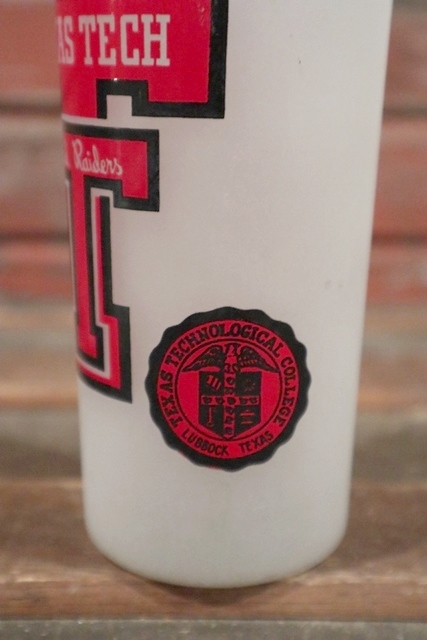 AS TECH
Raiders
TEXAS TECHNOLOGICAL COLLEGE
LUBBOCK TEXAS